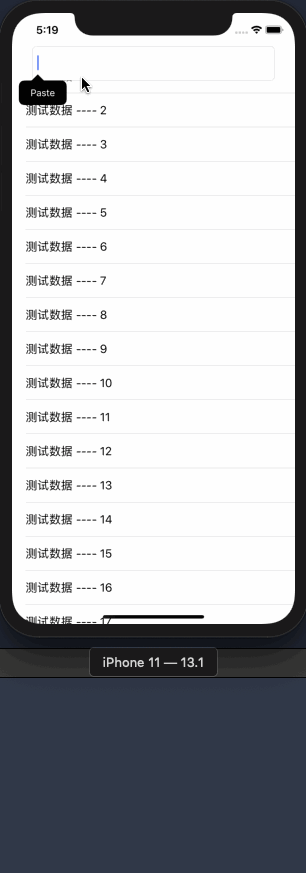 5:19
Paste
测试数据 ---- 2
测试数据 ---- 3
测试数据 ---- 4
测试数据 ---- 5
测试数据 ---- 6
测试数据 ---- 7
测试数据 ---- 8
测试数据 ---- 9
测试数据 ---- 10
测试数据 ---- 11
测试数据 ---- 12
测试数据 ---- 13
测试数据 ---- 14
测试数据 ---- 15
测试数据 ---- 16
测试数据 ---- 17
iPhone 11 — 13.1